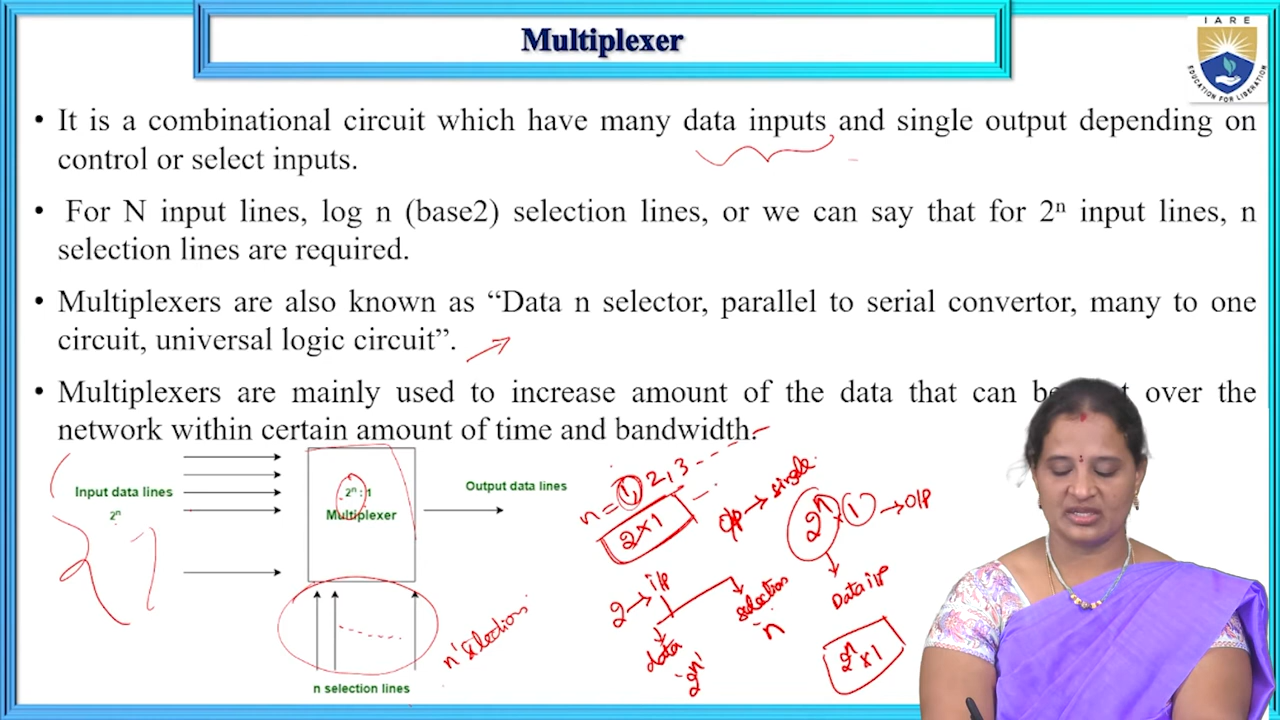 Multiplexer
IARE
EDUCATION FOR LIBERATION
• It is a combinational circuit which have many data inputs and single output depending on
control or select inputs.
• For N input lines, log n (base2) selection lines, or we can say that for 2ⁿ input lines, n
selection lines are required.
• Multiplexers are also known as “Data n selector, parallel to serial convertor, many to one
circuit, universal logic circuit”.
• Multiplexers are mainly used to increase amount of the data that can be over the
network within certain amount of time and bandwidth.
Input data lines
2ⁿ
2ⁿ : 1
Multiplexer
Output data lines
n selection lines
'n' selection
n = 1, 2, 3 - - - -
2×1
O/P → single
2ⁿ × 1 → O/P
Data i/p
2 → i/p
data
'2ⁿ'
selection
'n'
2ⁿ × 1